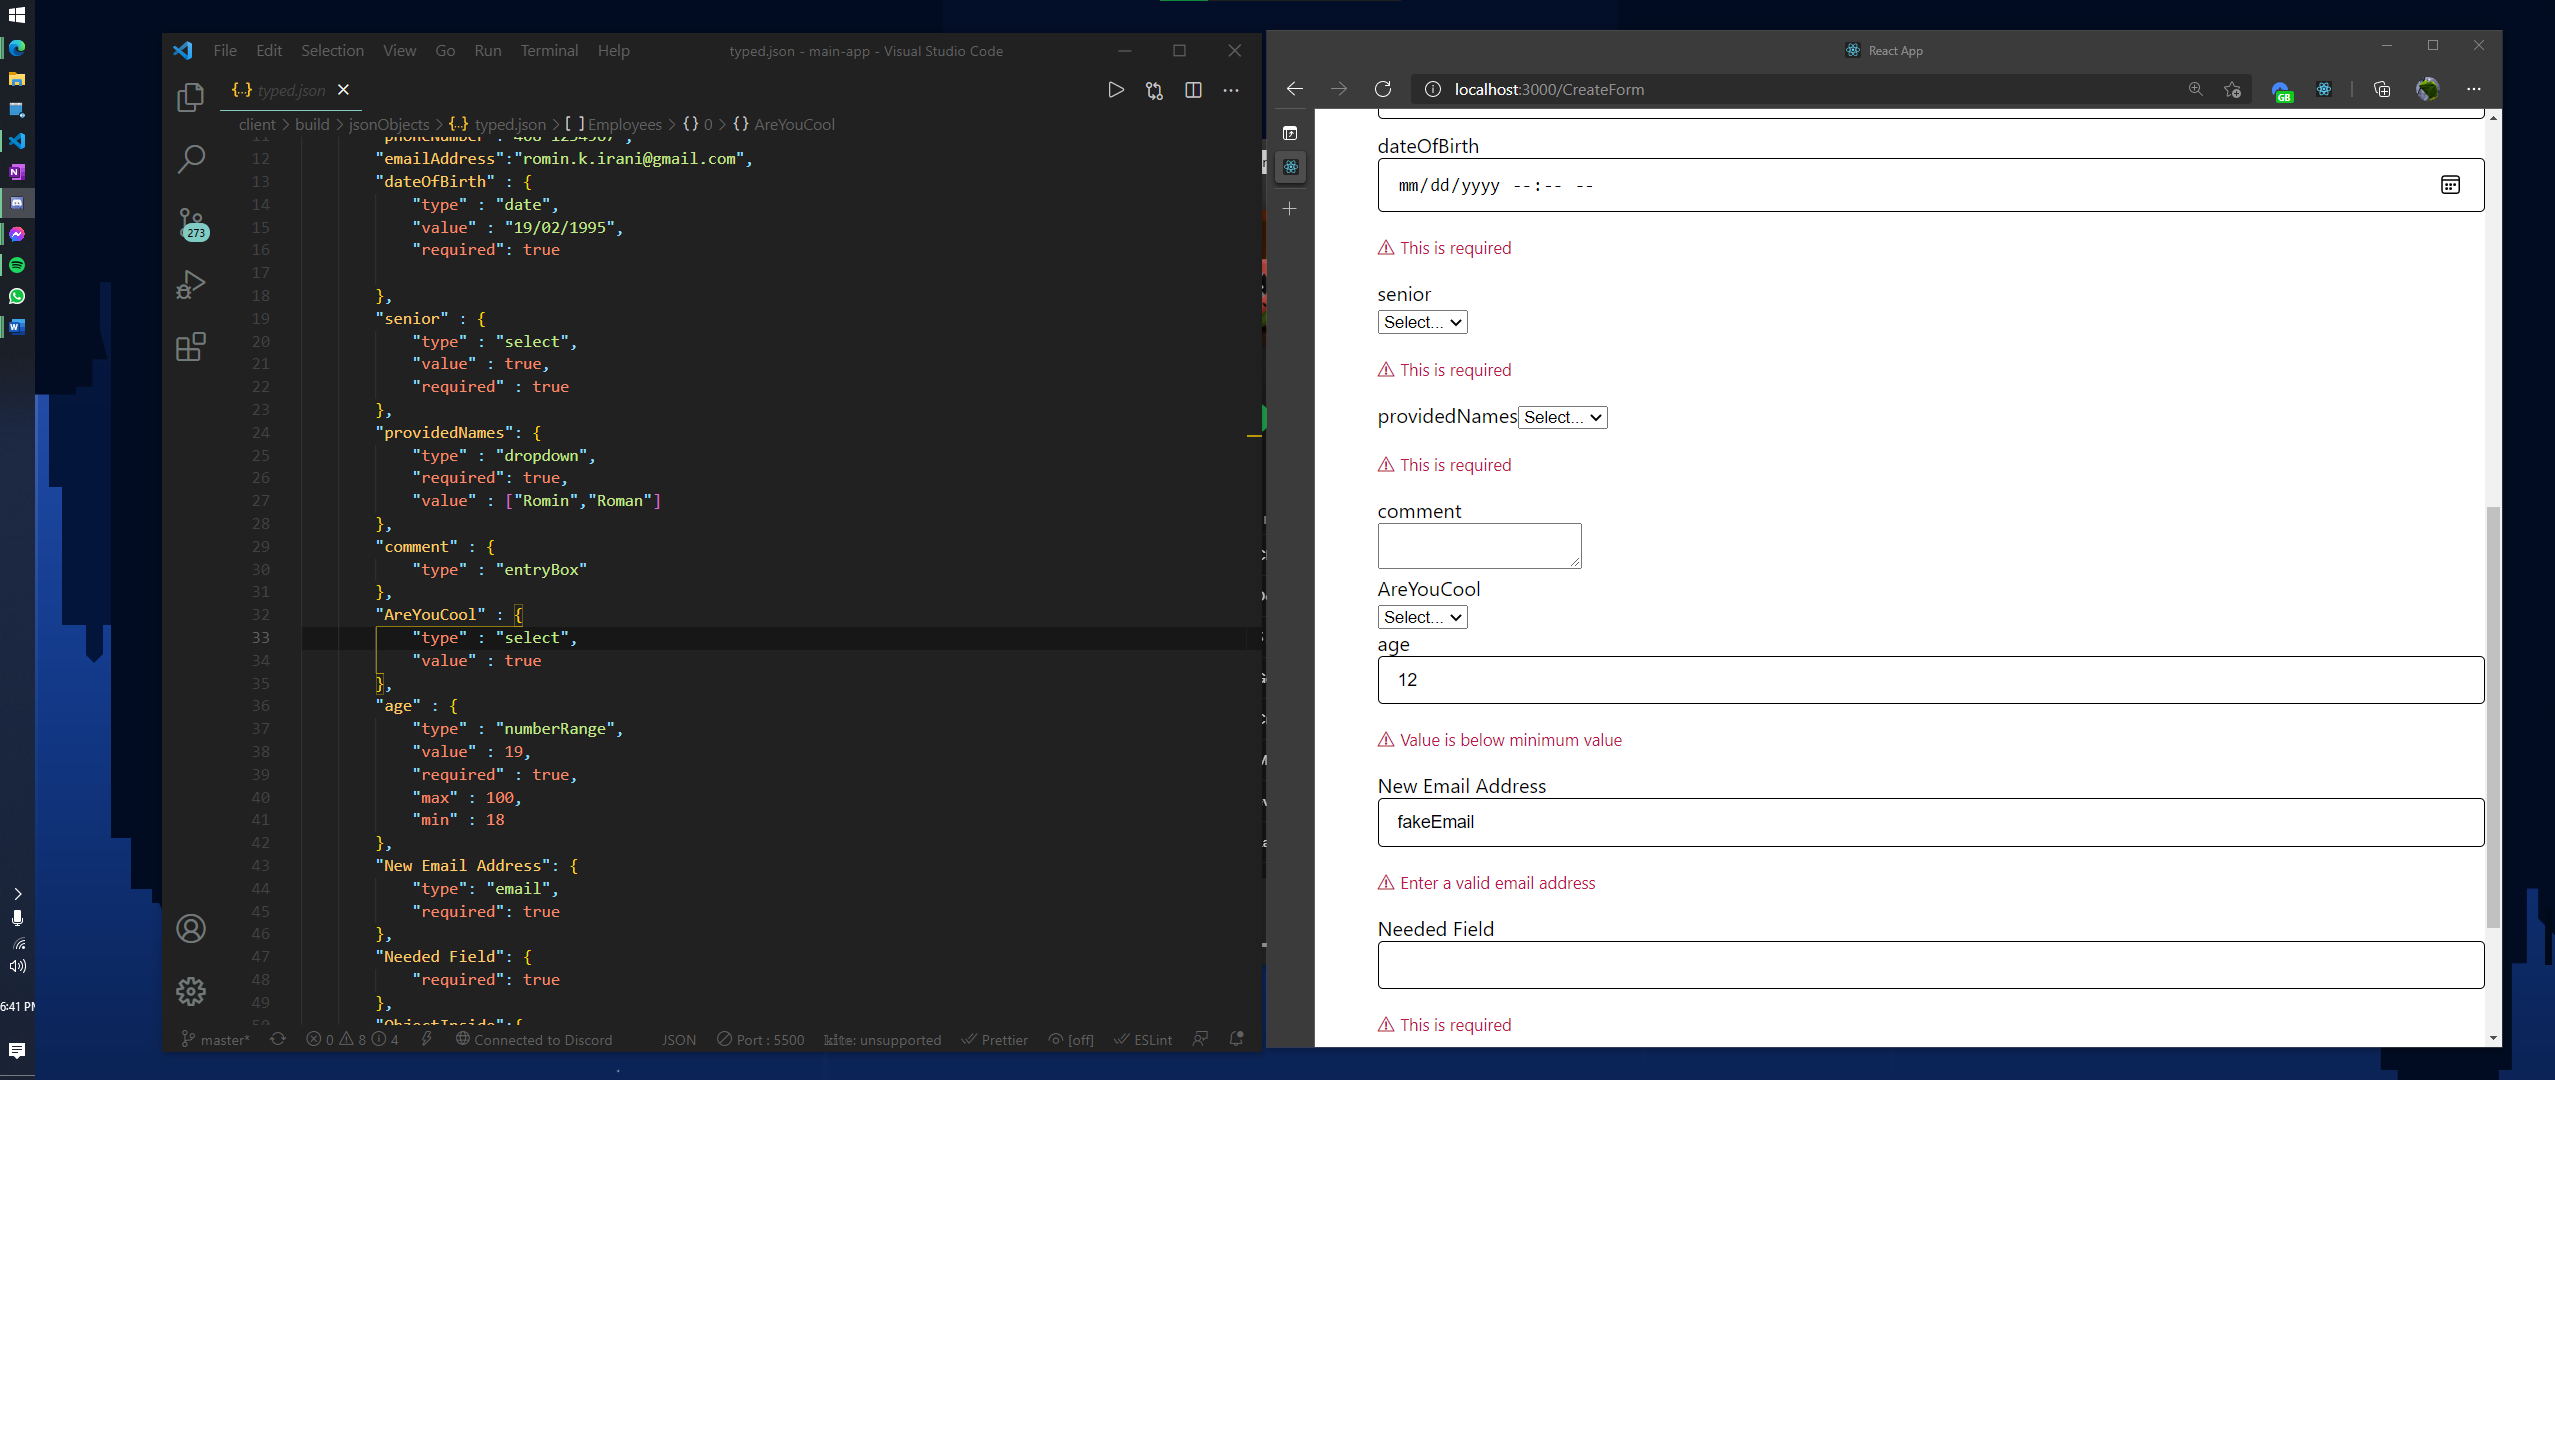 File Edit Selection View Go Run Terminal Help
typed.json - main-app - Visual Studio Code
{..} typed.json
client > build > jsonObjects > {..} typed.json > [ ] Employees > {} 0 > {} AreYouCool
12 "emailAddress":"romin.k.irani@gmail.com",
13 "dateOfBirth" : {
14 "type" : "date",
15 "value" : "19/02/1995",
16 "required": true
17
18 },
19 "senior" : {
20 "type" : "select",
21 "value" : true,
22 "required" : true
23 },
24 "providedNames": {
25 "type" : "dropdown",
26 "required": true,
27 "value" : ["Romin","Roman"]
28 },
29 "comment" : {
30 "type" : "entryBox"
31 },
32 "AreYouCool" : {
33 "type" : "select",
34 "value" : true
35 },
36 "age" : {
37 "type" : "numberRange",
38 "value" : 19,
39 "required" : true,
40 "max" : 100,
41 "min" : 18
42 },
43 "New Email Address": {
44 "type": "email",
45 "required": true
46 },
47 "Needed Field": {
48 "required": true
49 },
273
master* 0 8 4 Connected to Discord JSON Port : 5500 kite: unsupported Prettier [off] ESLint
6:41 PM
React App
localhost:3000/CreateForm
GB
dateOfBirth
mm/dd/yyyy --:-- --
This is required
senior
Select...
This is required
providedNames Select...
This is required
comment
AreYouCool
Select...
age
12
Value is below minimum value
New Email Address
fakeEmail
Enter a valid email address
Needed Field
This is required